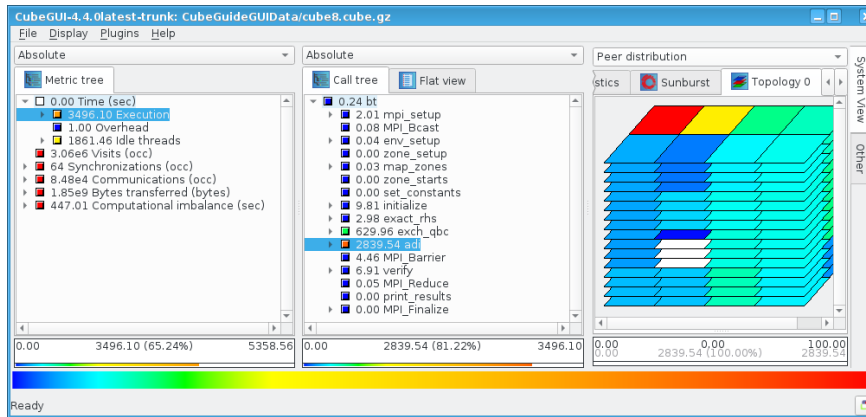 CubeGUI-4.4.0latest-trunk: CubeGuideGUIData/cube8.cube.gz
File Display Plugins Help
Absolute
Metric tree
0.00 Time (sec)
3496.10 Execution
1.00 Overhead
1861.46 Idle threads
3.06e6 Visits (occ)
64 Synchronizations (occ)
8.48e4 Communications (occ)
1.85e9 Bytes transferred (bytes)
447.01 Computational imbalance (sec)
0.00 3496.10 (65.24%) 5358.56
Absolute
Call tree Flat view
0.24 bt
2.01 mpi_setup
0.08 MPI_Bcast
0.04 env_setup
0.00 zone_setup
0.03 map_zones
0.00 zone_starts
0.00 set_constants
9.81 initialize
2.98 exact_rhs
629.96 exch_qbc
2839.54 adi
4.46 MPI_Barrier
6.91 verify
0.05 MPI_Reduce
0.00 print_results
0.00 MPI_Finalize
0.00 2839.54 (81.22%) 3496.10
Peer distribution
stics Sunburst Topology 0
0.00 0.00 100.00
0.00 2839.54 (100.00%) 2839.54
System View
Other
Ready